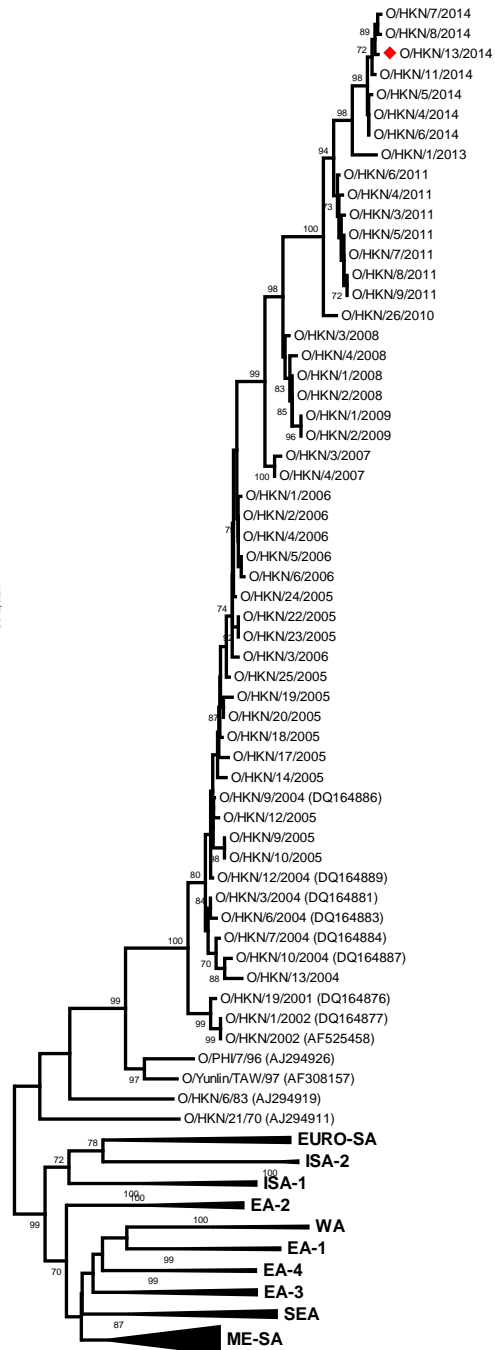 O/HKN/7/2014
89
O/HKN/8/2014
72
O/HKN/13/2014
O/HKN/11/2014
98
O/HKN/5/2014
98
O/HKN/4/2014
O/HKN/6/2014
94
O/HKN/1/2013
O/HKN/6/2011
O/HKN/4/2011
73
O/HKN/3/2011
100
O/HKN/5/2011
O/HKN/7/2011
O/HKN/8/2011
98
72
O/HKN/9/2011
O/HKN/26/2010
O/HKN/3/2008
O/HKN/4/2008
99
O/HKN/1/2008
83
O/HKN/2/2008
85
O/HKN/1/2009
96
O/HKN/2/2009
O/HKN/3/2007
100
O/HKN/4/2007
O/HKN/1/2006
O/HKN/2/2006
O/HKN/4/2006
O/HKN/5/2006
O/HKN/6/2006
O/HKN/24/2005
74
O/HKN/22/2005
O/HKN/23/2005
O/HKN/3/2006
O/HKN/25/2005
O/HKN/19/2005
87
O/HKN/20/2005
O/HKN/18/2005
O/HKN/17/2005
O/HKN/14/2005
O/HKN/9/2004 (DQ164886)
O/HKN/12/2005
O/HKN/9/2005
98
O/HKN/10/2005
80
O/HKN/12/2004 (DQ164889)
84
O/HKN/3/2004 (DQ164881)
O/HKN/6/2004 (DQ164883)
O/HKN/7/2004 (DQ164884)
100
70
O/HKN/10/2004 (DQ164887)
88
O/HKN/13/2004
O/HKN/19/2001 (DQ164876)
99
99
O/HKN/1/2002 (DQ164877)
99
O/HKN/2002 (AF525458)
O/PHI/7/96 (AJ294926)
97
O/Yunlin/TAW/97 (AF308157)
O/HKN/6/83 (AJ294919)
O/HKN/21/70 (AJ294911)
78
EURO-SA
72
ISA-2
100
ISA-1
100
100
EA-2
99
100
WA
EA-1
99
70
EA-4
99
EA-3
SEA
87
ME-SA